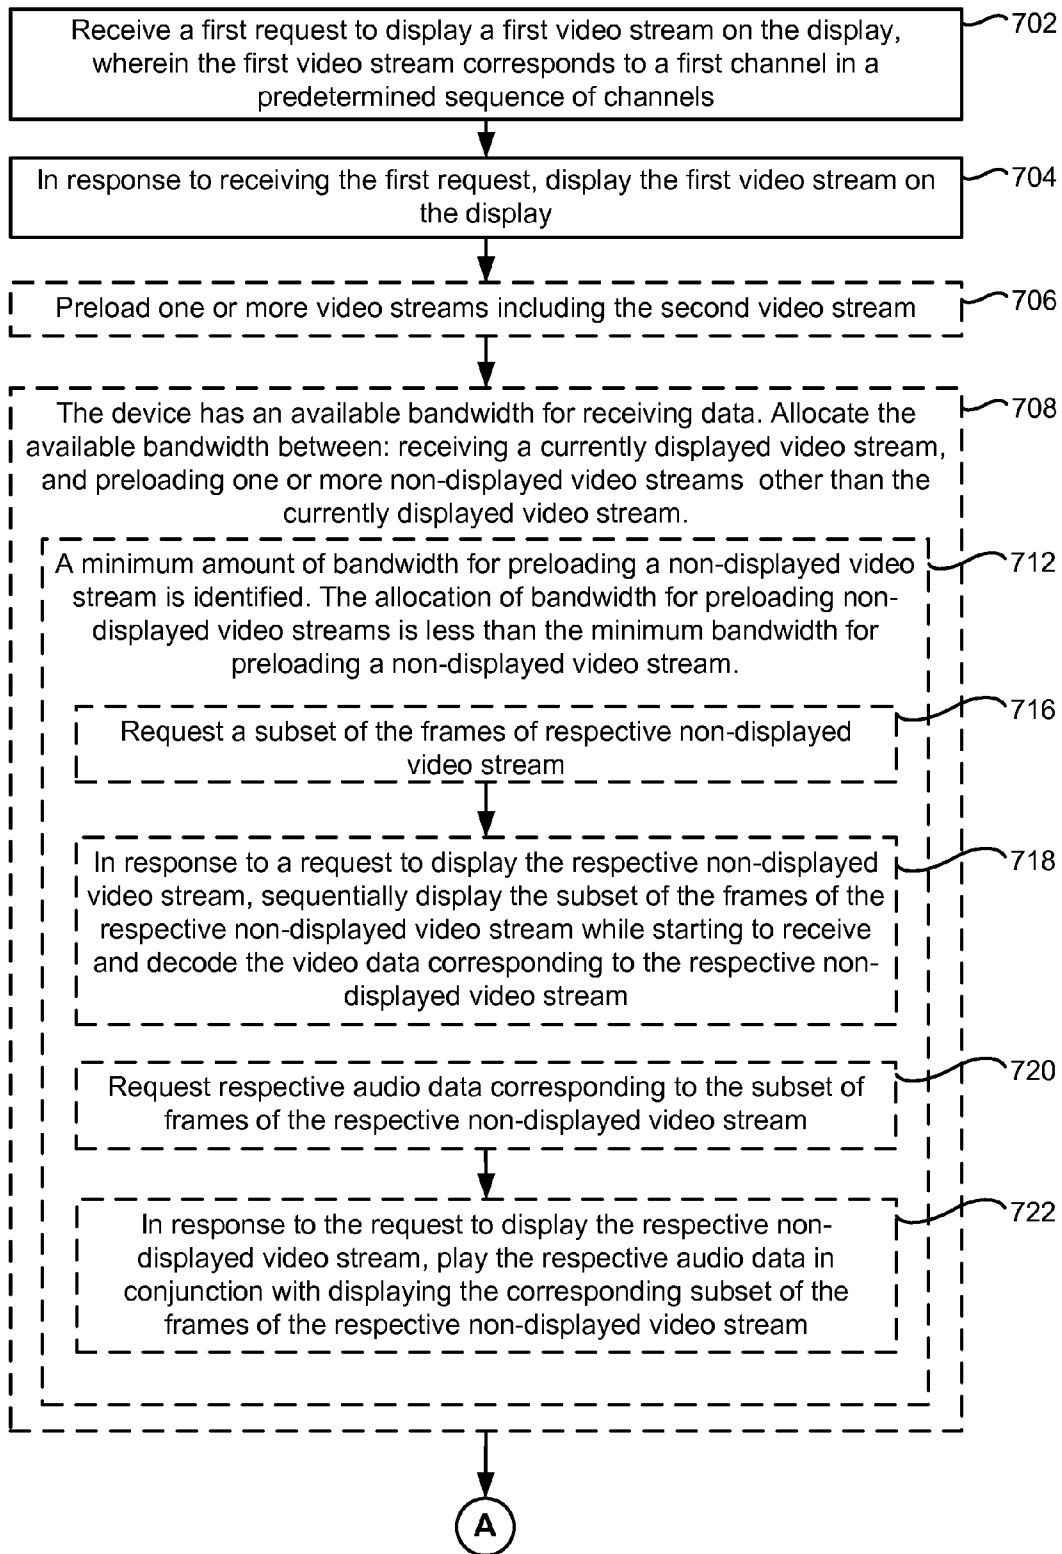 Receive a first request to display a first video stream on the display,
wherein the first video stream corresponds to a first channel in a
predetermined sequence of channels
702
In response to receiving the first request, display the first video stream on
the display
704
Preload one or more video streams including the second video stream
706
The device has an available bandwidth for receiving data. Allocate the
available bandwidth between: receiving a currently displayed video stream,
and preloading one or more non-displayed video streams other than the
currently displayed video stream.
708
A minimum amount of bandwidth for preloading a non-displayed video
stream is identified. The allocation of bandwidth for preloading non-
displayed video streams is less than the minimum bandwidth for
preloading a non-displayed video stream.
712
Request a subset of the frames of respective non-displayed
video stream
716
In response to a request to display the respective non-displayed
video stream, sequentially display the subset of the frames of the
respective non-displayed video stream while starting to receive
and decode the video data corresponding to the respective non-
displayed video stream
718
Request respective audio data corresponding to the subset of
frames of the respective non-displayed video stream
720
In response to the request to display the respective non-
displayed video stream, play the respective audio data in
conjunction with displaying the corresponding subset of the
frames of the respective non-displayed video stream
722
A